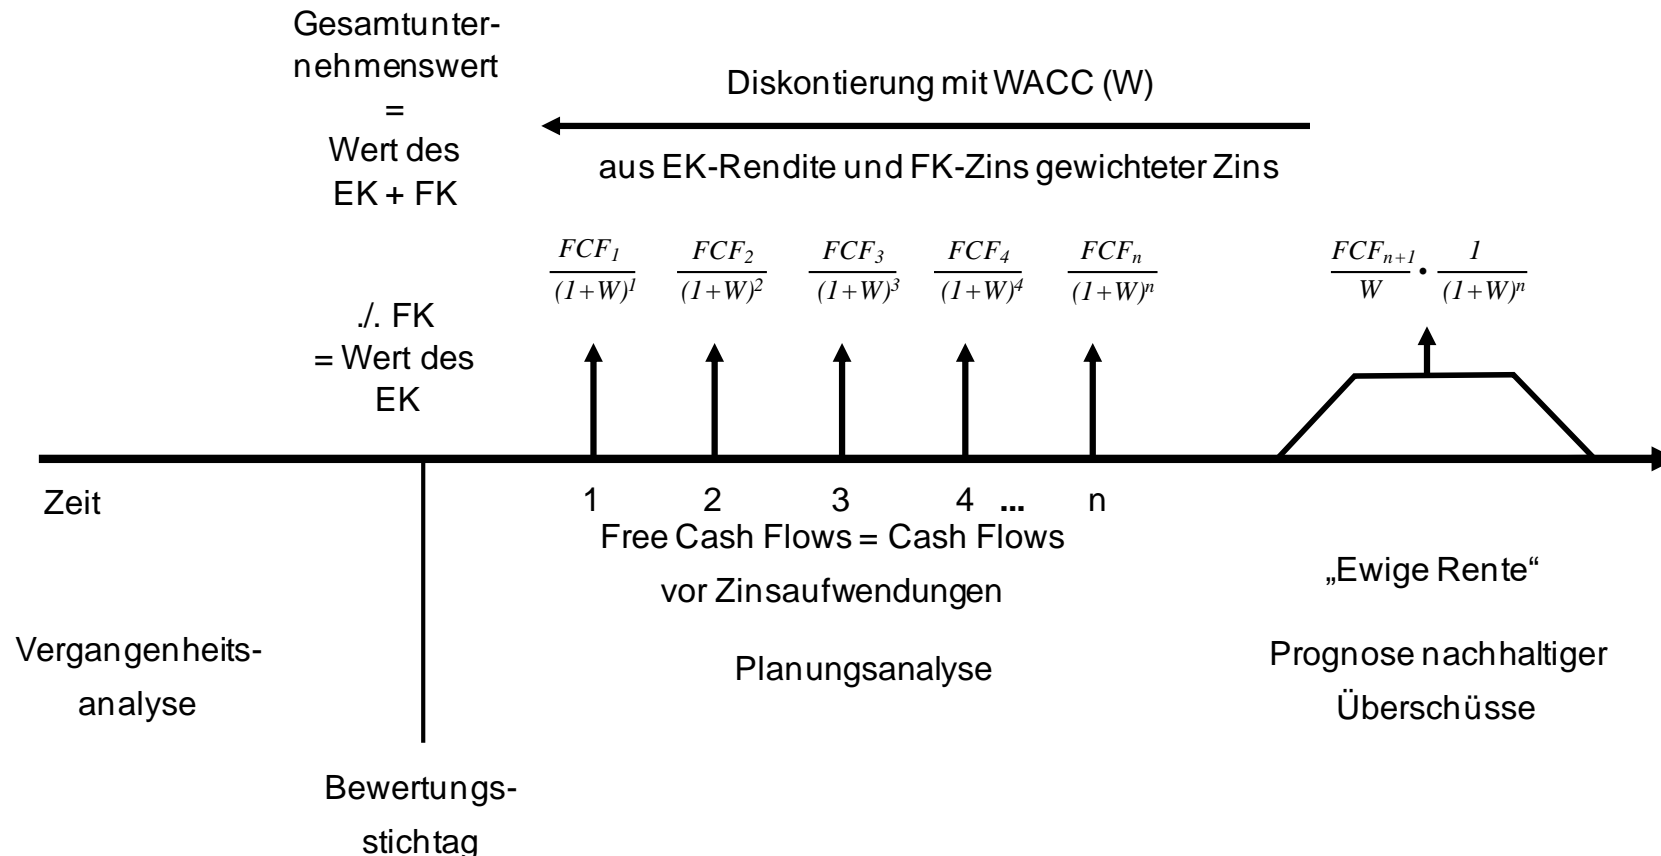 Gesamtunter-
nehmenswert
=
Wert des
EK + FK
Diskontierung mit WACC (W)
aus EK-Rendite und FK-Zins gewichteter Zins
./. FK
= Wert des
EK
FCF₁/(1+W)¹ FCF₂/(1+W)² FCF₃/(1+W)³ FCF₄/(1+W)⁴ FCFₙ/(1+W)ⁿ FCFₙ₊₁/W • 1/(1+W)ⁿ
Zeit 1 2 3 4 ... n
Free Cash Flows = Cash Flows
vor Zinsaufwendungen
„Ewige Rente“
Vergangenheits-
analyse
Planungsanalyse
Prognose nachhaltiger
Überschüsse
Bewertungs-
stichtag